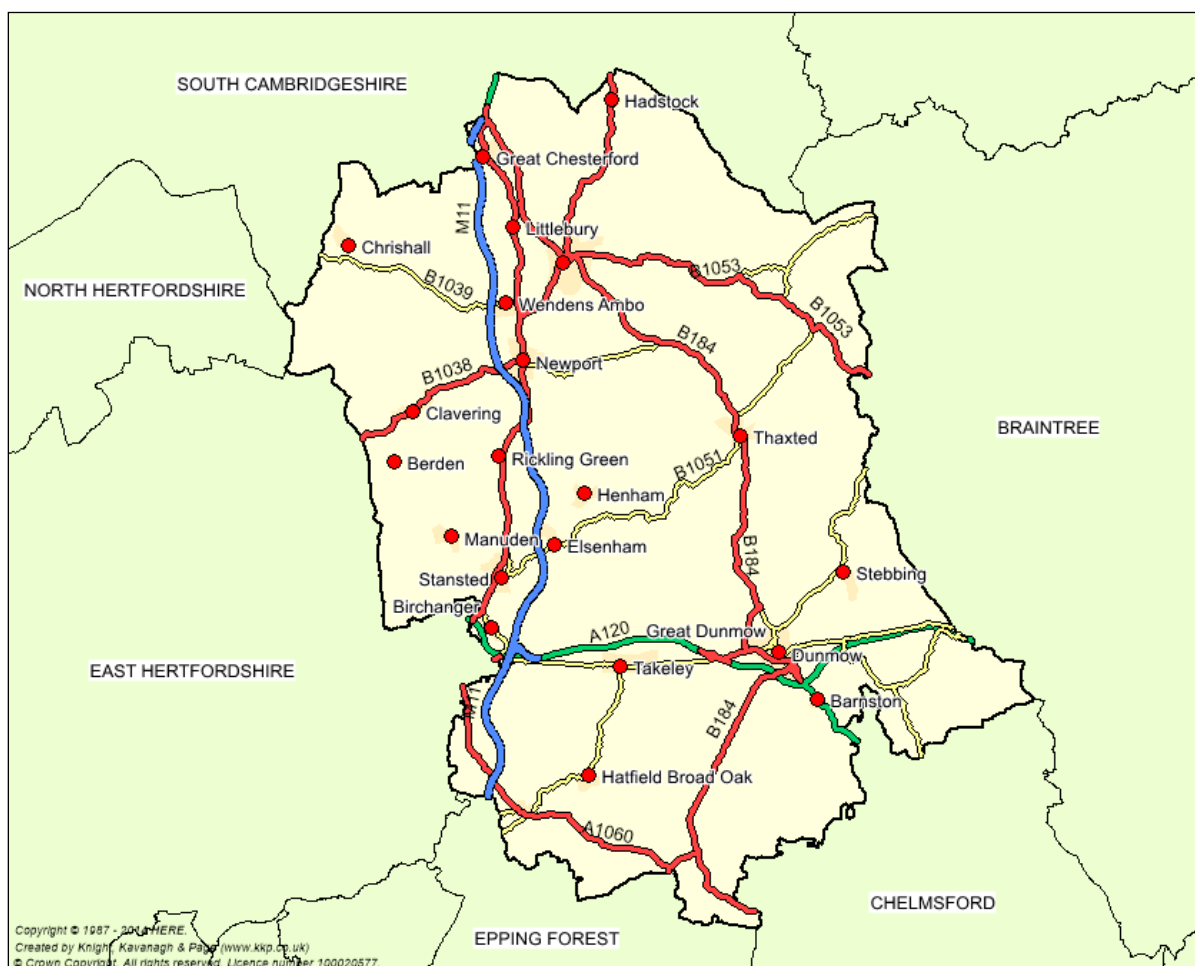 SOUTH CAMBRIDGESHIRE
Hadstock
Great Chesterford
M11
Littlebury
Chrishall
B1053
NORTH HERTFORDSHIRE
B1039
Wendens Ambo
B1053
B184
Newport
B1038
Clavering
BRAINTREE
Thaxted
Berden
Rickling Green
B1051
Henham
Manuden
Elsenham
B184
Stansted
Stebbing
Birchanger
A120
Great Dunmow
Dunmow
EAST HERTFORDSHIRE
Takeley
M11
Barnston
B184
Hatfield Broad Oak
A1060
CHELMSFORD
EPPING FOREST
Copyright © 1987 - 2014 HERE.
Created by Knight, Kavanagh & Page (www.kkp.co.uk)
© Crown Copyright. All rights reserved. Licence number 100020577.